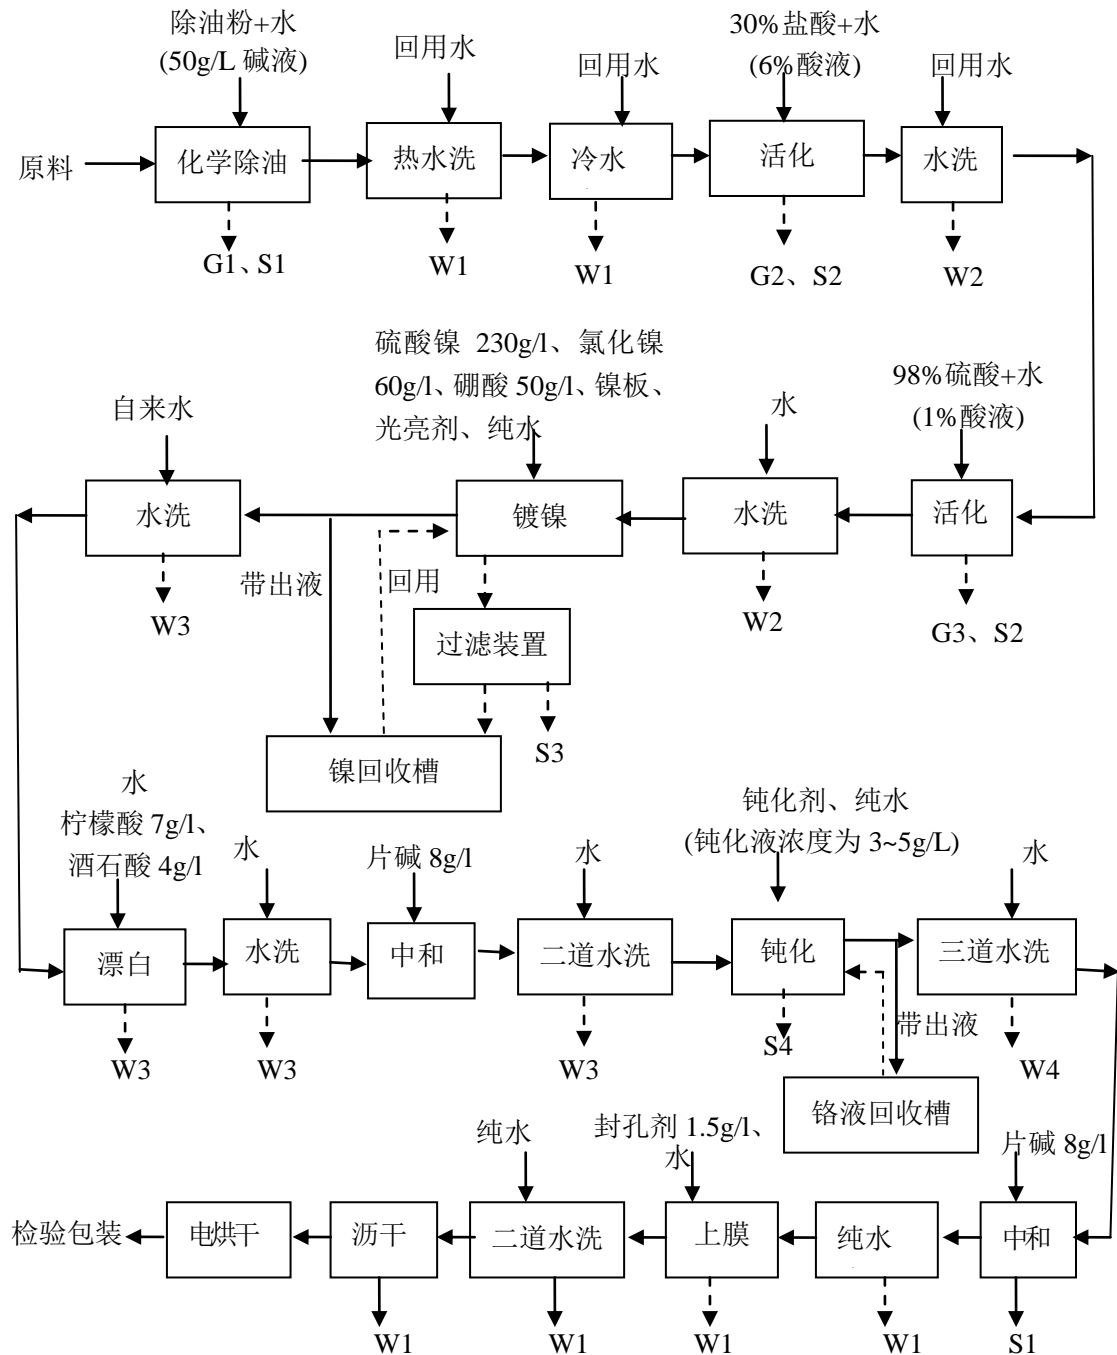 除油粉+水
(50g/L 碱液)
回用水
回用水
30%盐酸+水
(6%酸液)
回用水
原料
化学除油
热水洗
冷水
活化
水洗
G1、S1
W1
W1
G2、S2
W2
硫酸镍 230g/l、氯化镍
60g/l、硼酸 50g/l、镍板、
光亮剂、纯水
98%硫酸+水
(1%酸液)
自来水
水
水洗
镀镍
水洗
活化
带出液
回用
W3
W2
G3、S2
过滤装置
S3
镍回收槽
水
柠檬酸 7g/l、
酒石酸 4g/l
水
片碱 8g/l
水
钝化剂、纯水
(钝化液浓度为 3~5g/L)
水
漂白
水洗
中和
二道水洗
钝化
三道水洗
带出液
W3
W3
W3
S4
W4
铬液回收槽
纯水
封孔剂 1.5g/l、
水
片碱 8g/l
检验包装
电烘干
沥干
二道水洗
上膜
纯水
中和
W1
W1
W1
W1
S1